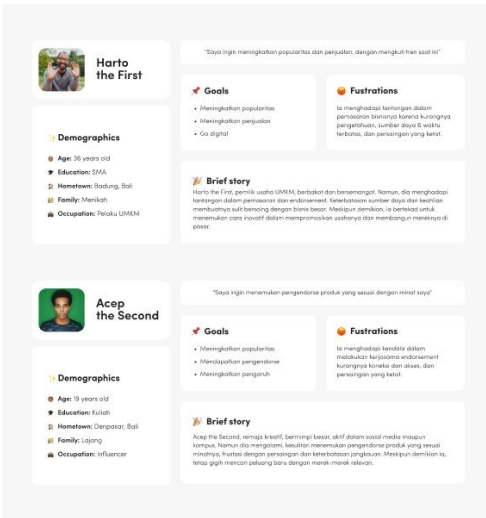 Harto
the First
"Saya ingin meningkatkan popularitas dan penjualan, dengan mengkuti tren saat ini"
Demographics
Age: 36 years old
Education: SMA
Hometown: Badung, Bali
Family: Menikah
Occupation: Pelaku UMKM
Goals
Meningkatkan popularitas
Meningkatkan penjualan
Go digital
Fustrations
Ia menghadapi tantangan dalam
pemasaran bisnisnya karena kurangnya
pengetahuan, sumber daya & waktu
terbatas, dan persaingan yang ketat.
Brief story
Harto the First, pemilik usaha UMKM, berbakat dan bersemangat. Namun, dia menghadapi
tantangan dalam pemasaran dan endorsement. Keterbatasan sumber daya dan keahlian
membuatnya sulit bersaing dengan bisnis besar. Meskipun demikian, ia bertekad untuk
menemukan cara inovatif dalam mempromosikan usahanya dan membangun mereknya di
pasar.
Acep
the Second
"Saya ingin menemukan pengendorse produk yang sesuai dengan minat saya"
Demographics
Age: 19 years old
Education: Kuliah
Hometown: Denpasar, Bali
Family: Lajang
Occupation: Influencer
Goals
Meningkatkan popularitas
Mendapatkan pengendorse
Meningkatkan pengaruh
Fustrations
Ia menghadapi kendala dalam
melakukan kerjasama endorsement
kurangnya koneksi dan akses, dan
persaingan yang ketat.
Brief story
Acep the Second, remaja kreatif, bermimpi besar, aktif dalam sosial media maupun
kampus. Namun dia mengalami, kesulitan menemukan pengendorse produk yang sesuai
minatnya, frustasi dengan persaingan dan keterbatasan jangkauan. Meskipun demikian ia,
tetap gigih mencari peluang baru dengan merek-merek relevan.